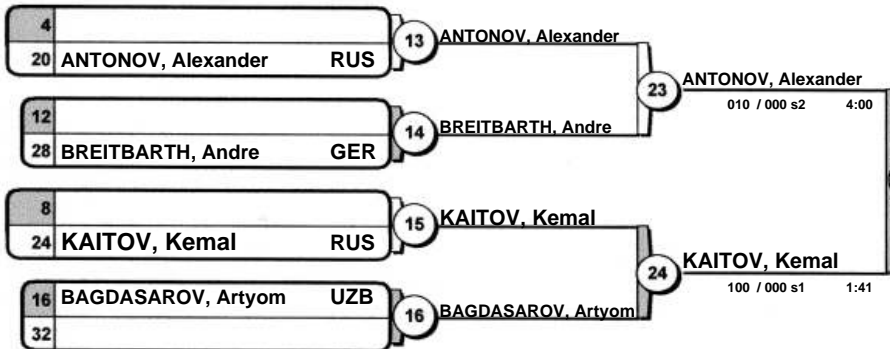 4
20 ANTONOV, Alexander RUS
13 ANTONOV, Alexander
12
28 BREITBARTH, Andre GER
14 BREITBARTH, Andre
23 ANTONOV, Alexander
010 / 000 s2 4:00
8
24 KAITOV, Kemal RUS
15 KAITOV, Kemal
16 BAGDASAROV, Artyom UZB
32
16 BAGDASAROV, Artyom
24 KAITOV, Kemal
100 / 000 s1 1:41